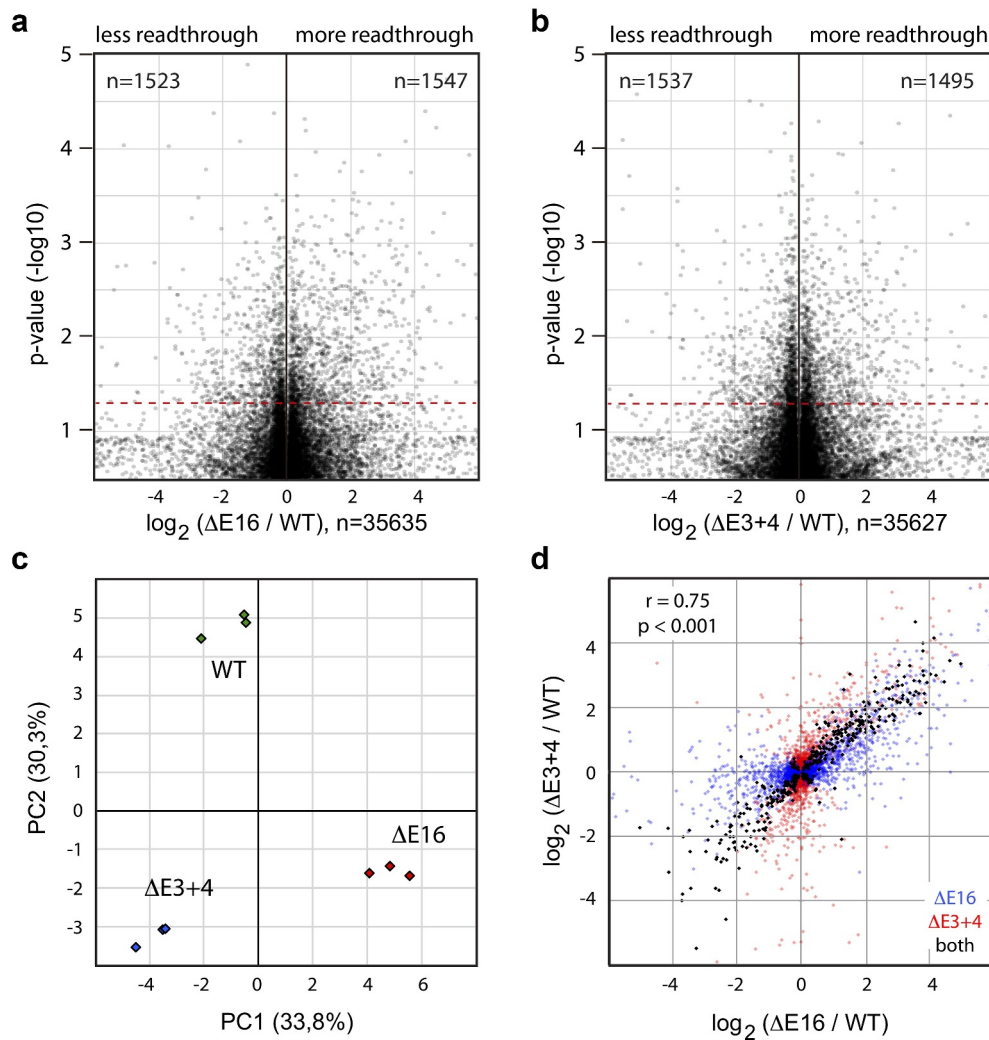 a
less readthrough more readthrough
n=1523 n=1547
5
4
3
2
1
p-value (-log10)
-4 -2 0 2 4
log2 (ΔE16 / WT), n=35635
b
less readthrough more readthrough
n=1537 n=1495
5
4
3
2
1
p-value (-log10)
-4 -2 0 2 4
log2 (ΔE3+4 / WT), n=35627
c
5
4
3
2
1
0
-1
-2
-3
PC2 (30,3%)
WT
ΔE16
ΔE3+4
-4 -2 0 2 4 6
PC1 (33,8%)
d
r = 0.75
p < 0.001
4
2
0
-2
-4
log2 (ΔE3+4 / WT)
ΔE16
ΔE3+4
both
-4 -2 0 2 4
log2 (ΔE16 / WT)